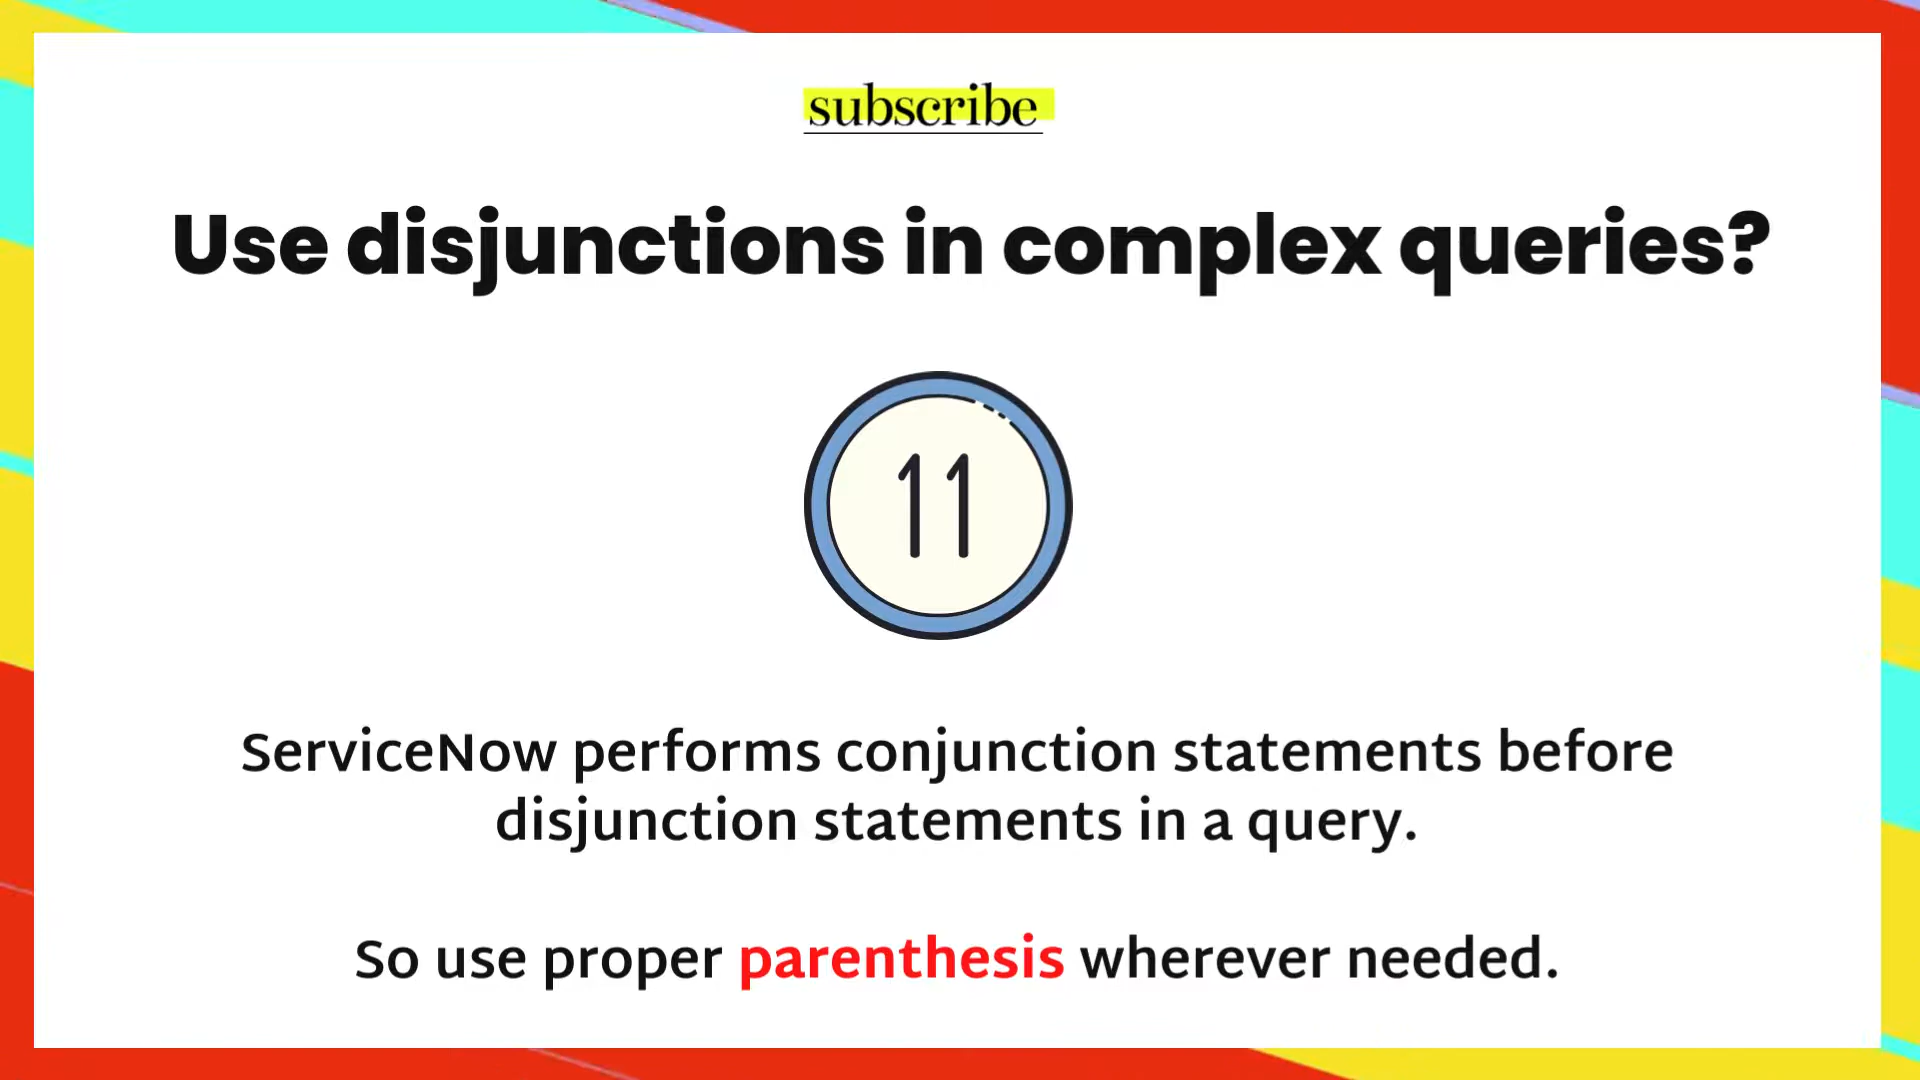 subscribe
Use disjunctions in complex queries?
11
ServiceNow performs conjunction statements before
disjunction statements in a query.
So use proper parenthesis wherever needed.